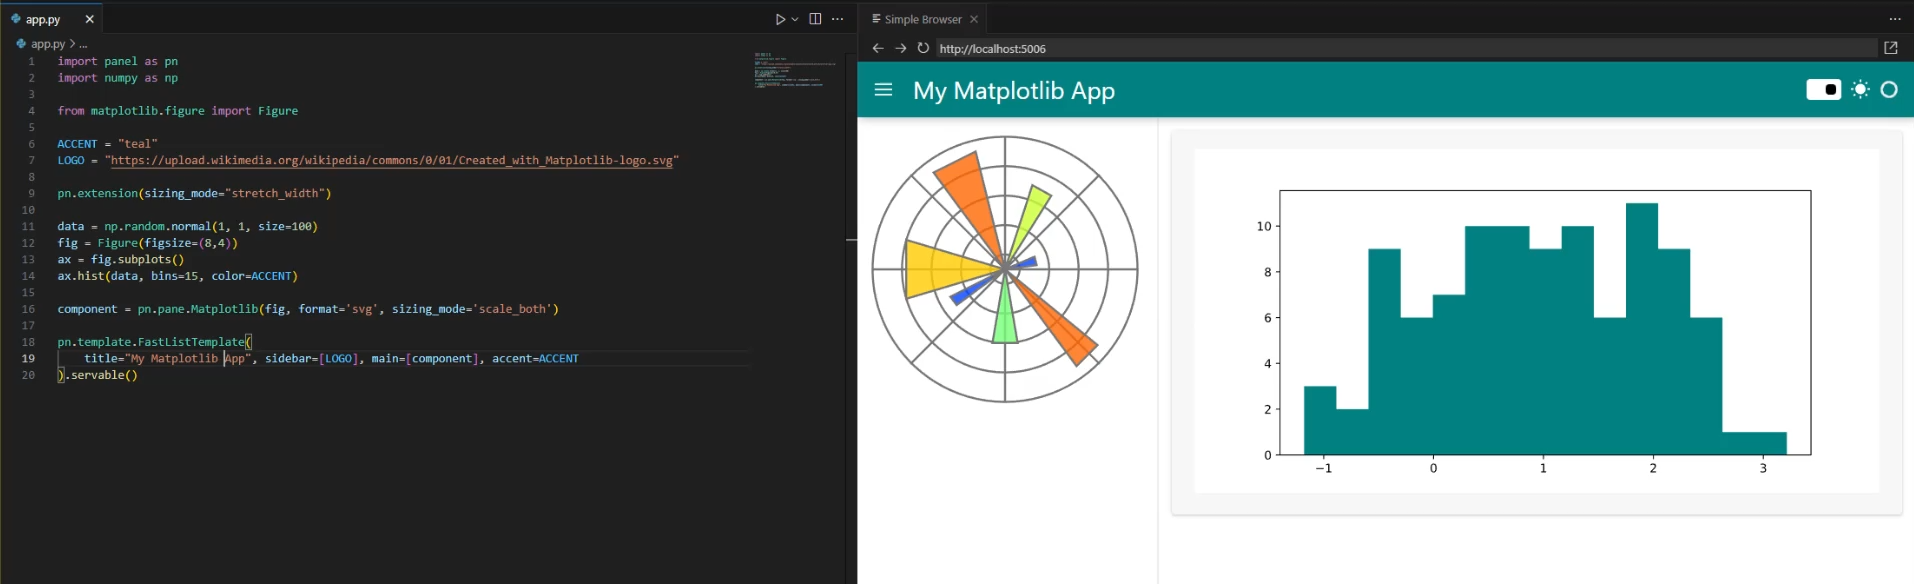 app.py
app.py > ...
1 import panel as pn
2 import numpy as np
3
4 from matplotlib.figure import Figure
5
6 ACCENT = "teal"
7 LOGO = "https://upload.wikimedia.org/wikipedia/commons/0/01/Created_with_Matplotlib-logo.svg"
8
9 pn.extension(sizing_mode="stretch_width")
10
11 data = np.random.normal(1, 1, size=100)
12 fig = Figure(figsize=(8,4))
13 ax = fig.subplots()
14 ax.hist(data, bins=15, color=ACCENT)
15
16 component = pn.pane.Matplotlib(fig, format='svg', sizing_mode='scale_both')
17
18 pn.template.FastListTemplate(
19 title="My Matplotlib App", sidebar=[LOGO], main=[component], accent=ACCENT
20 ).servable()
Simple Browser
http://localhost:5006
My Matplotlib App
10
8
6
4
2
0
−1 0 1 2 3